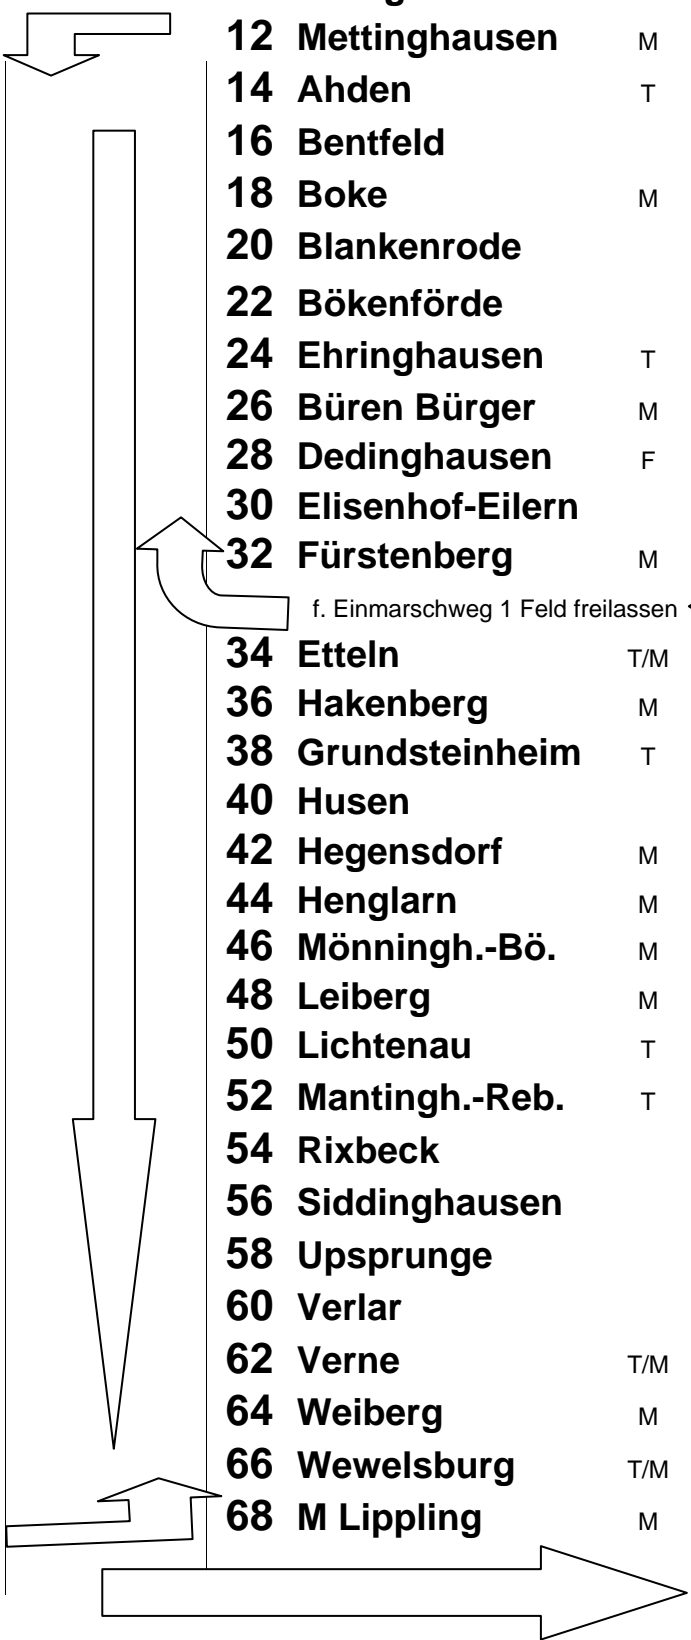 12 Mettinghausen M
14 Ahden T
16 Bentfeld
18 Boke M
20 Blankenrode
22 Bökenförde
24 Ehringhausen T
26 Büren Bürger M
28 Dedinghausen F
30 Elisenhof-Eilern
32 Fürstenberg M
f. Einmarschweg 1 Feld freilassen
34 Etteln T/M
36 Hakenberg M
38 Grundsteinheim T
40 Husen
42 Hegensdorf M
44 Henglarn M
46 Mönningh.-Bö. M
48 Leiberg M
50 Lichtenau T
52 Mantingh.-Reb. T
54 Rixbeck
56 Siddinghausen
58 Upsprunge
60 Verlar
62 Verne T/M
64 Weiberg M
66 Wewelsburg T/M
68 M Lippling M